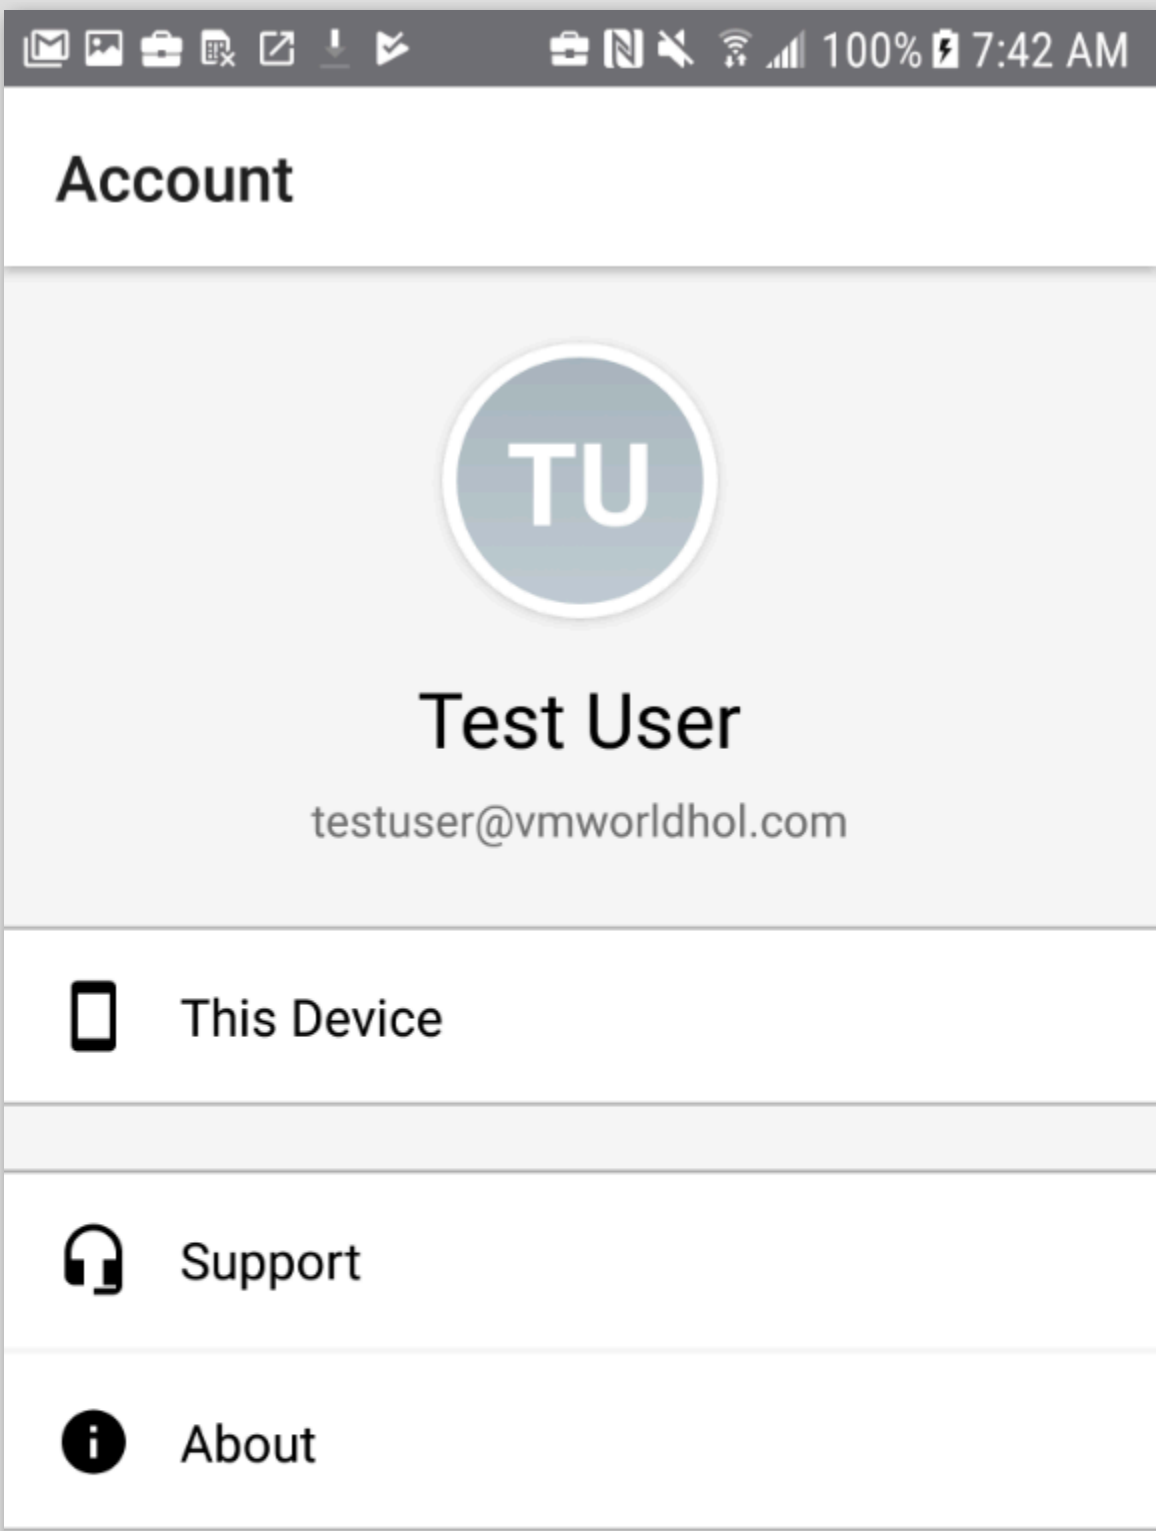 100% 7:42 AM
Account
TU
Test User
testuser@vmworldhol.com
This Device
Support
About